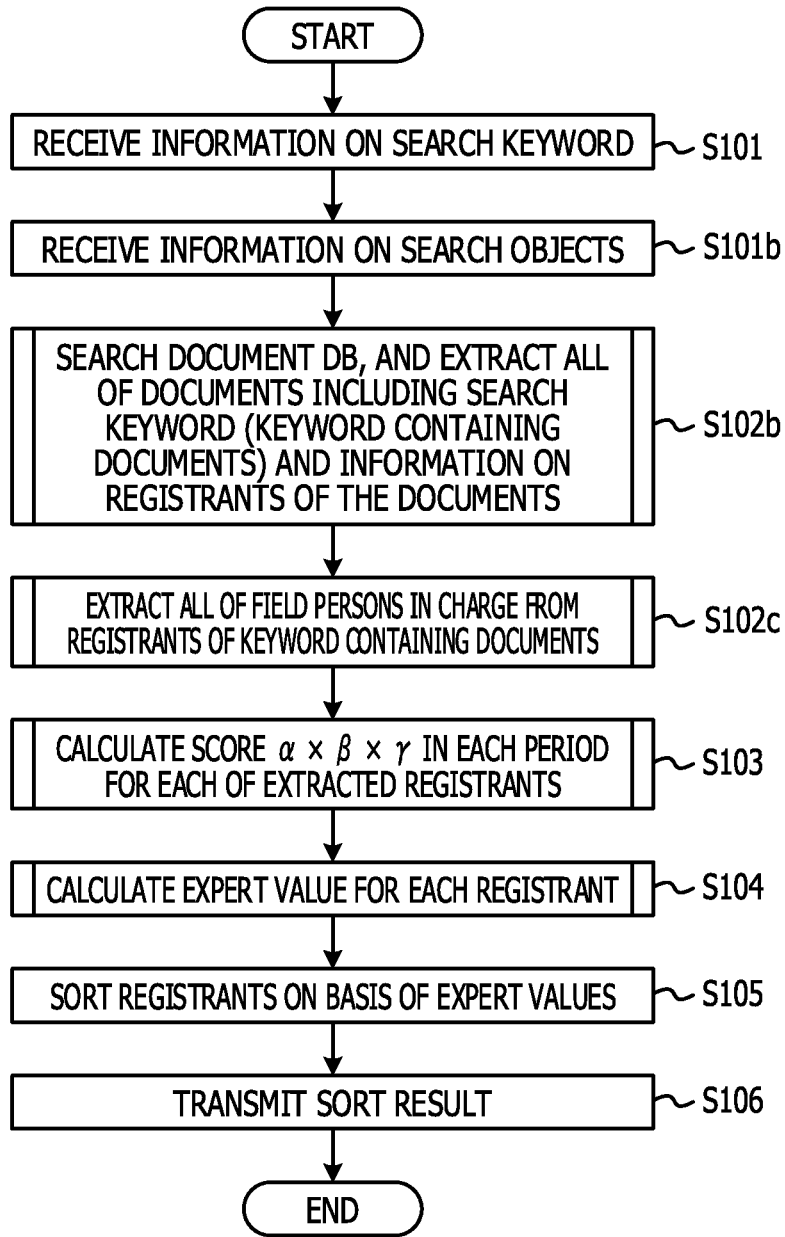 START
RECEIVE INFORMATION ON SEARCH KEYWORD
S101
RECEIVE INFORMATION ON SEARCH OBJECTS
S101b
SEARCH DOCUMENT DB, AND EXTRACT ALL
OF DOCUMENTS INCLUDING SEARCH
KEYWORD (KEYWORD CONTAINING
DOCUMENTS) AND INFORMATION ON
REGISTRANTS OF THE DOCUMENTS
S102b
EXTRACT ALL OF FIELD PERSONS IN CHARGE FROM
REGISTRANTS OF KEYWORD CONTAINING DOCUMENTS
S102c
CALCULATE SCORE α × β × γ IN EACH PERIOD
FOR EACH OF EXTRACTED REGISTRANTS
S103
CALCULATE EXPERT VALUE FOR EACH REGISTRANT
S104
SORT REGISTRANTS ON BASIS OF EXPERT VALUES
S105
TRANSMIT SORT RESULT
S106
END